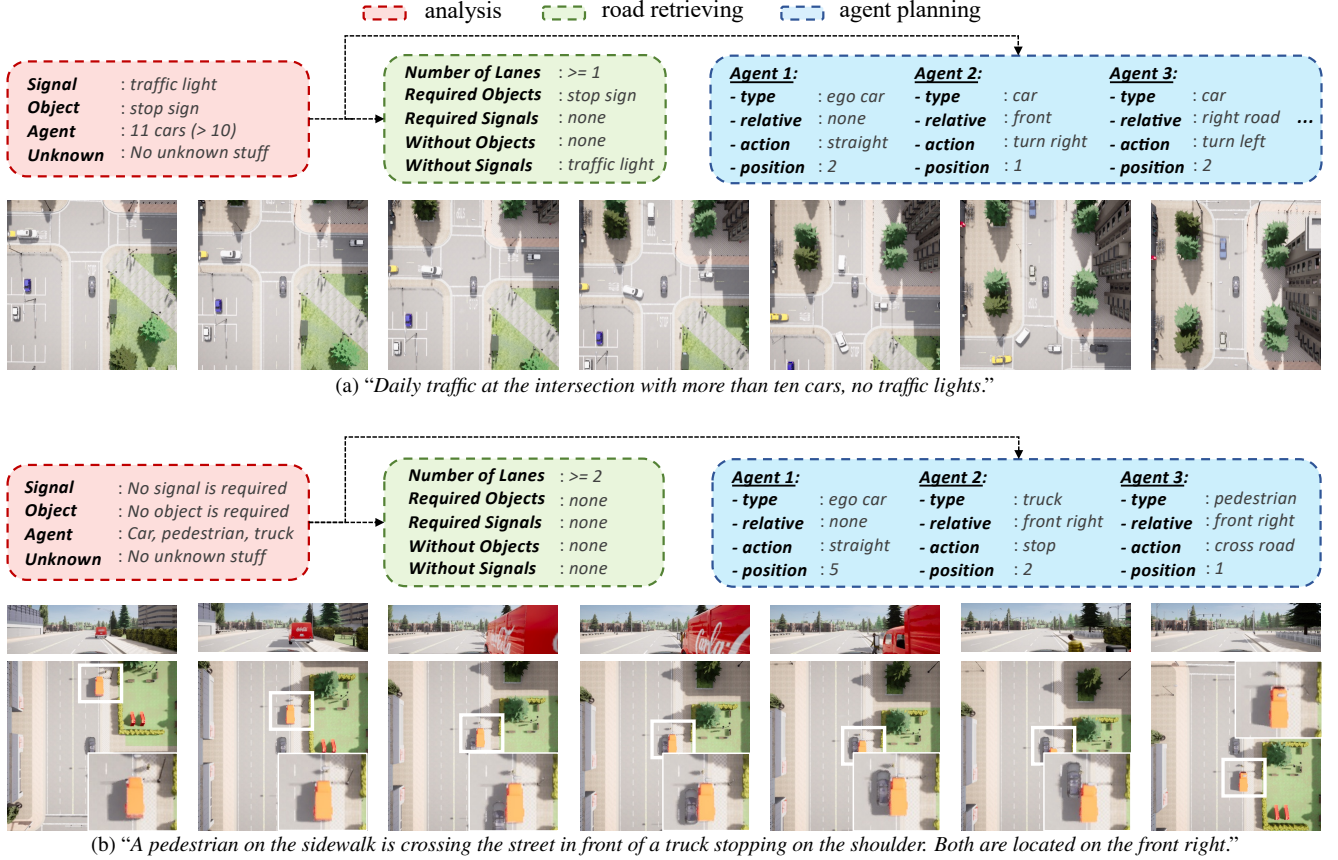 analysis road retrieving agent planning
Signal : traffic light
Object : stop sign
Agent : 11 cars (> 10)
Unknown : No unknown stuff
Number of Lanes : >= 1
Required Objects : stop sign
Required Signals : none
Without Objects : none
Without Signals : traffic light
Agent 1: Agent 2: Agent 3:
- type : ego car - type : car - type : car
- relative : none - relative : front - relative : right road ...
- action : straight - action : turn right - action : turn left
- position : 2 - position : 1 - position : 2
(a) “Daily traffic at the intersection with more than ten cars, no traffic lights.”
Signal : No signal is required
Object : No object is required
Agent : Car, pedestrian, truck
Unknown : No unknown stuff
Number of Lanes : >= 2
Required Objects : none
Required Signals : none
Without Objects : none
Without Signals : none
Agent 1: Agent 2: Agent 3:
- type : ego car - type : truck - type : pedestrian
- relative : none - relative : front right - relative : front right
- action : straight - action : stop - action : cross road
- position : 5 - position : 2 - position : 1
(b) “A pedestrian on the sidewalk is crossing the street in front of a truck stopping on the shoulder. Both are located on the front right.”